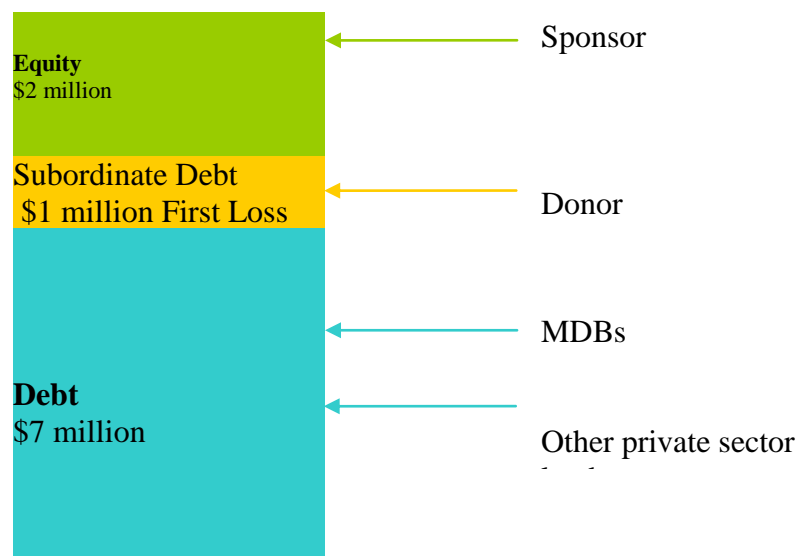 Sponsor
Equity
$2 million
Subordinate Debt
$1 million First Loss
Donor
MDBs
Debt
$7 million
Other private sector